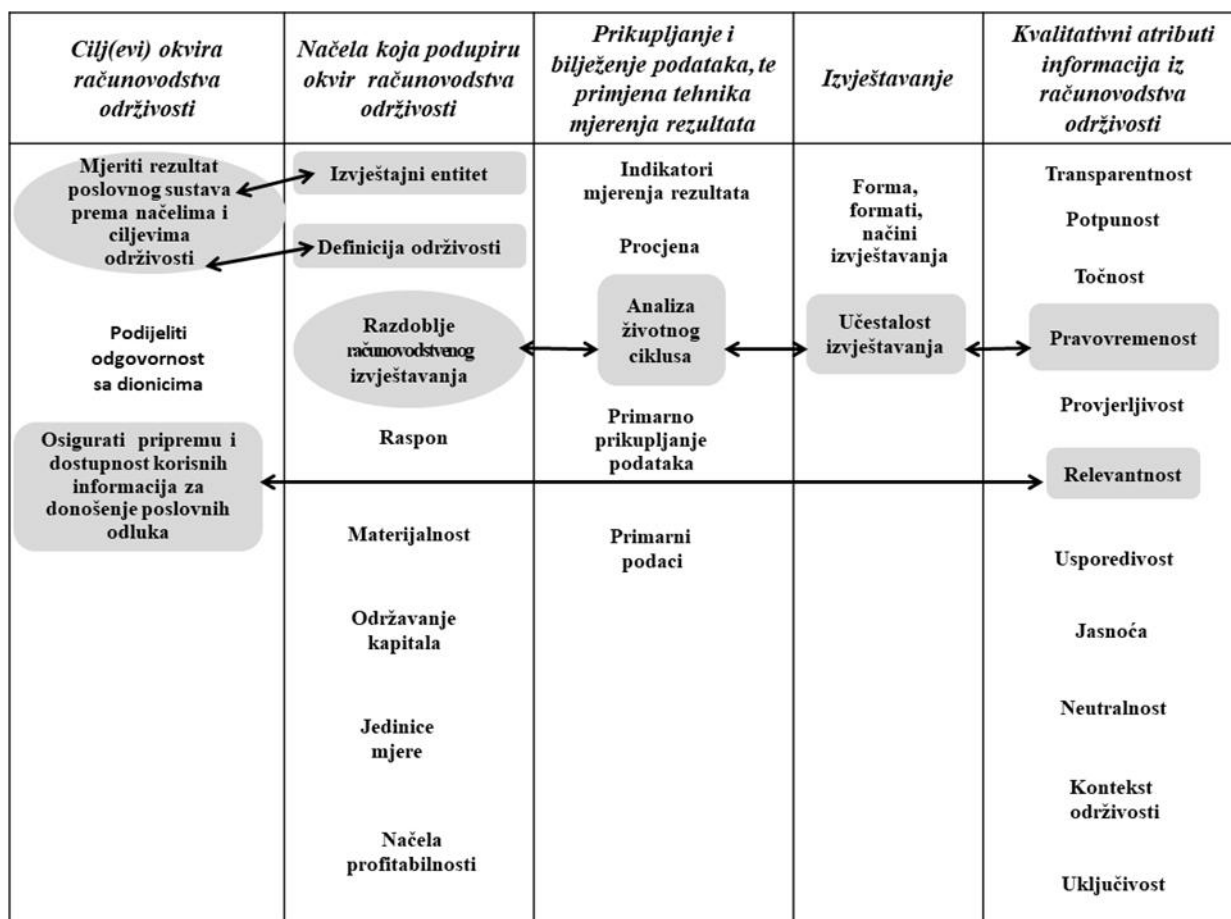 Cilj(evi) okvira
računovodstva
održivosti
Načela koja podupiru
okvir računovodstva
održivosti
Prikupljanje i
bilježenje podataka, te
primjena tehnika
mjerenja rezultata
Izvještavanje
Kvalitativni atributi
informacija iz
računovodstva
održivosti
Mjeriti rezultat
poslovnog sustava
prema načelima i
ciljevima
održivosti
Podijeliti
odgovornost
sa dionicima
Osigurati pripremu i
dostupnost korisnih
informacija za
donošenje poslovnih
odluka
Izvještajni entitet
Definicija održivosti
Razdoblje
računovodstvenog
izvještavanja
Raspon
Materijalnost
Održavanje
kapitala
Jedinice
mjere
Načela
profitabilnosti
Indikatori
mjerenja rezultata
Procjena
Analiza
životnog
ciklusa
Primarno
prikupljanje
podataka
Primarni
podaci
Forma,
formati,
načini
izvještavanja
Učestalost
izvještavanja
Transparentnost
Potpunost
Točnost
Pravovremenost
Provjerljivost
Relevantnost
Usporedivost
Jasnoća
Neutralnost
Kontekst
održivosti
Uključivost